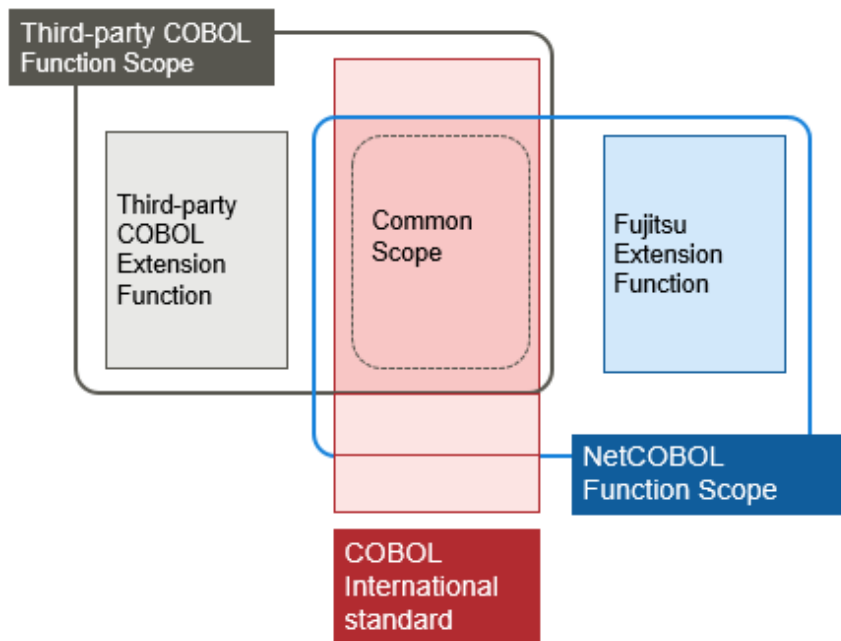 Third-party COBOL
Function Scope
Third-party
COBOL
Extension
Function
Common
Scope
Fujitsu
Extension
Function
NetCOBOL
Function Scope
COBOL
International
standard